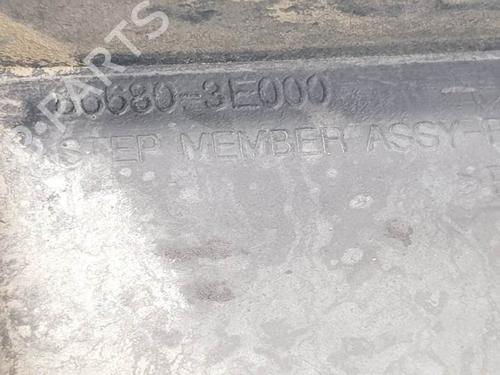 86680-3E000
STEP MEMBER ASSY-
B-PARTS